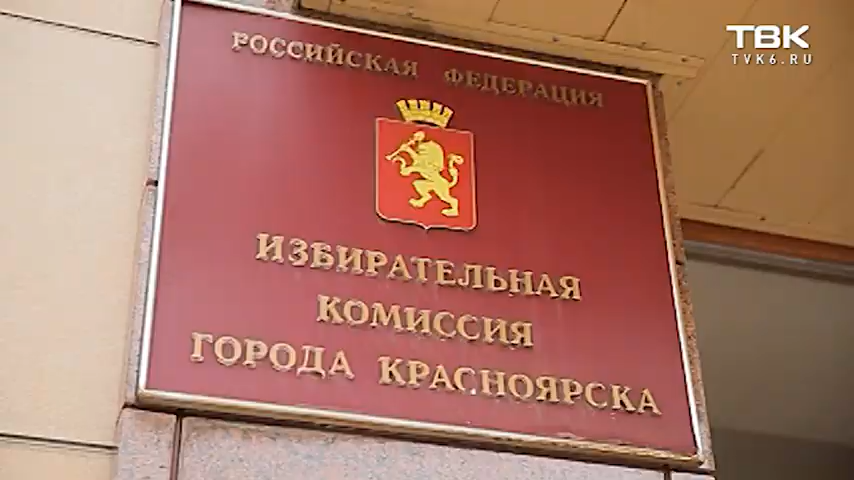 ТВК
TVK6.RU
РОССИЙСКАЯ ФЕДЕРАЦИЯ
ИЗБИРАТЕЛЬНАЯ
КОМИССИЯ
ГОРОДА КРАСНОЯРСКА